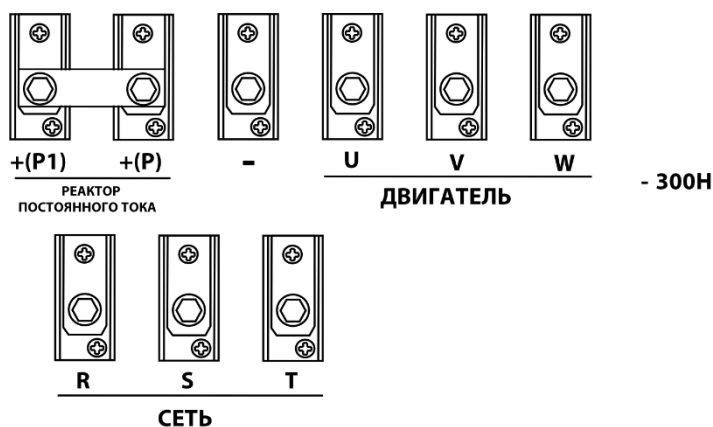 +(P1) +(P) - U V W
РЕАКТОР
ПОСТОЯННОГО ТОКА
ДВИГАТЕЛЬ
- 300H
R S T
СЕТЬ